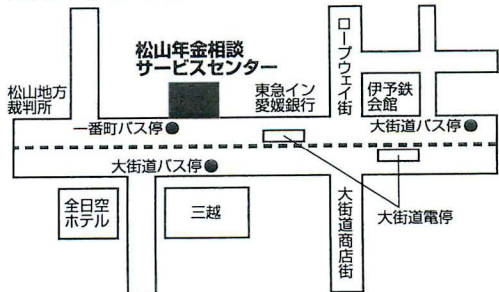 松山年金相談
サービスセンター
松山地方
裁判所
東急イン
愛媛銀行
ロープウェイ街
伊予鉄
会館
一番町バス停
大街道バス停
大街道バス停
全日空
ホテル
三越
大街道商店街
大街道電停